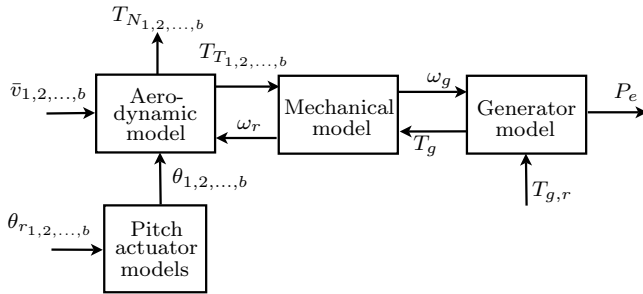 T_{N_{1,2,...,b}}
T_{T_{1,2,...,b}}
v̄_{1,2,...,b}
Aero-
dynamic
model
ω_r
Mechanical
model
ω_g
T_g
Generator
model
P_e
θ_{1,2,...,b}
T_{g,r}
θ_{r_{1,2,...,b}}
Pitch
actuator
models